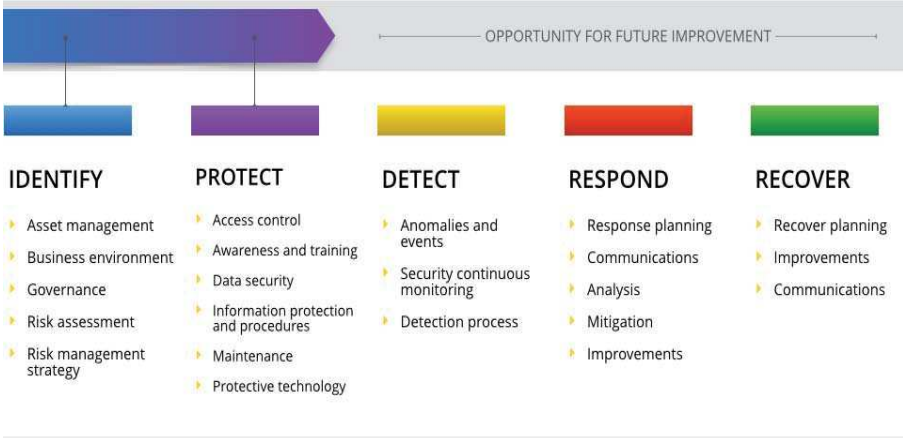 OPPORTUNITY FOR FUTURE IMPROVEMENT
IDENTIFY
Asset management
Business environment
Governance
Risk assessment
Risk management
strategy
PROTECT
Access control
Awareness and training
Data security
Information protection
and procedures
Maintenance
Protective technology
DETECT
Anomalies and
events
Security continuous
monitoring
Detection process
RESPOND
Response planning
Communications
Analysis
Mitigation
Improvements
RECOVER
Recover planning
Improvements
Communications